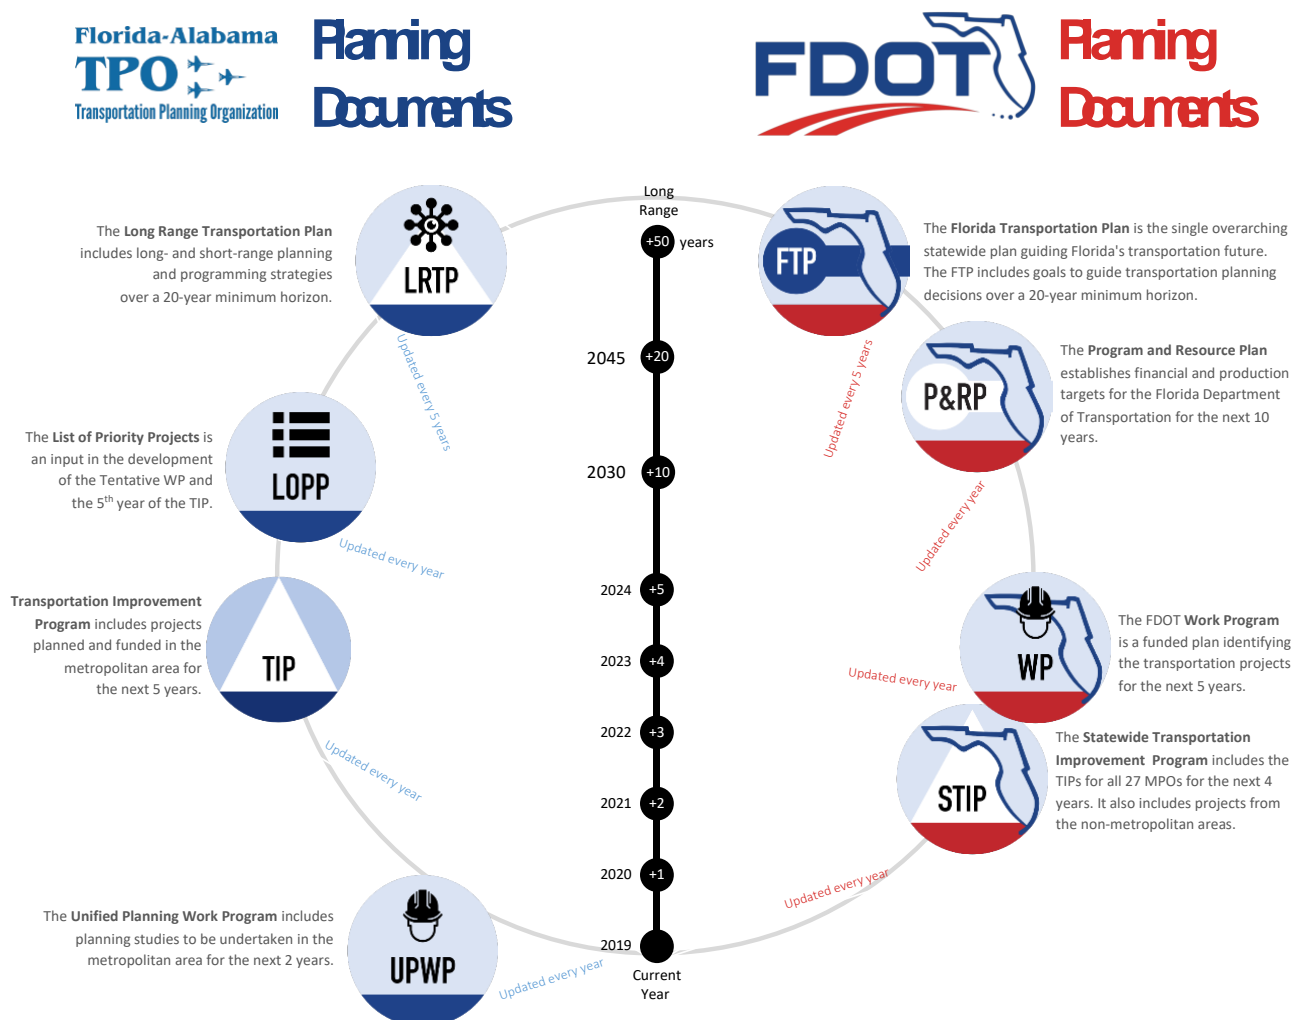 Florida-Alabama
TPO
Transportation Planning Organization
Planning
Documents
FDOT
Planning
Documents
LRTP
The Long Range Transportation Plan
includes long- and short-range planning
and programming strategies
over a 20-year minimum horizon.
Updated every 5 years
LOPP
The List of Priority Projects is
an input in the development
of the Tentative WP and
the 5th year of the TIP.
Updated every year
TIP
Transportation Improvement
Program includes projects
planned and funded in the
metropolitan area for
the next 5 years.
Updated every year
UPWP
The Unified Planning Work Program includes
planning studies to be undertaken in the
metropolitan area for the next 2 years.
Updated every year
Long
Range
+50 years
2045 +20
2030 +10
2024 +5
2023 +4
2022 +3
2021 +2
2020 +1
2019
Current
Year
FTP
The Florida Transportation Plan is the single overarching
statewide plan guiding Florida's transportation future.
The FTP includes goals to guide transportation planning
decisions over a 20-year minimum horizon.
Updated every 5 years
P&RP
The Program and Resource Plan
establishes financial and production
targets for the Florida Department
of Transportation for the next 10
years.
Updated every year
WP
The FDOT Work Program
is a funded plan identifying
the transportation projects
for the next 5 years.
Updated every year
STIP
The Statewide Transportation
Improvement Program includes the
TIPs for all 27 MPOs for the next 4
years. It also includes projects from
the non-metropolitan areas.
Updated every year